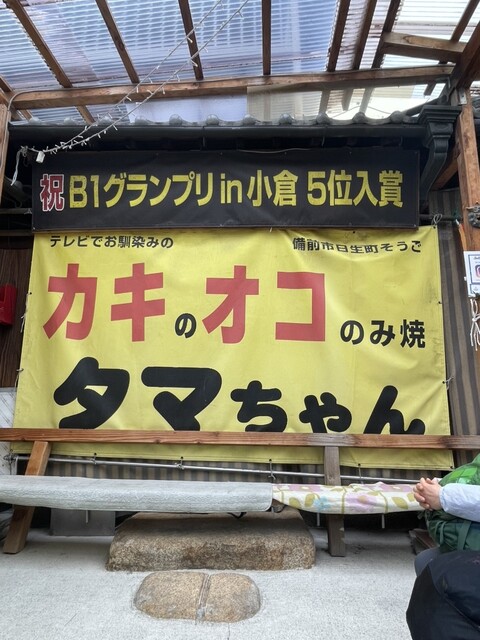 祝 B1グランプリin小倉 5位入賞
テレビでお馴染みの 備前市日生町そうご
カキのオコのみ焼
タマちゃん